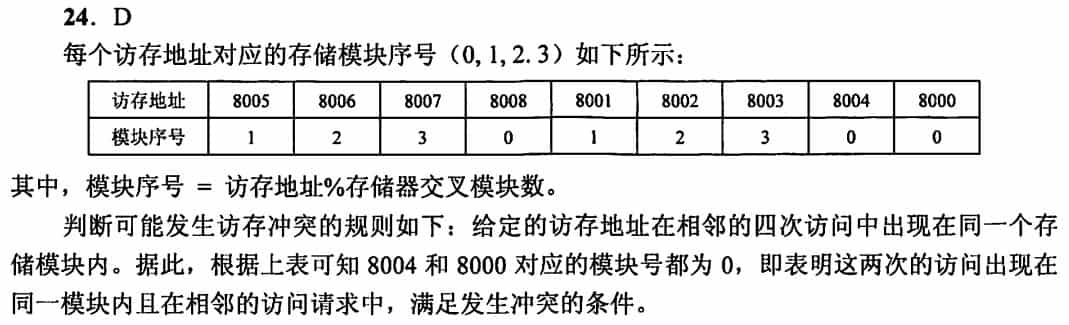 24．D
每个访存地址对应的存储模块序号（0, 1, 2. 3）如下所示：
访存地址 8005 8006 8007 8008 8001 8002 8003 8004 8000
模块序号 1 2 3 0 1 2 3 0 0
其中，模块序号 = 访存地址%存储器交叉模块数。
判断可能发生访存冲突的规则如下：给定的访存地址在相邻的四次访问中出现在同一个存
储模块内。据此，根据上表可知 8004 和 8000 对应的模块号都为 0，即表明这两次的访问出现在
同一模块内且在相邻的访问请求中，满足发生冲突的条件。